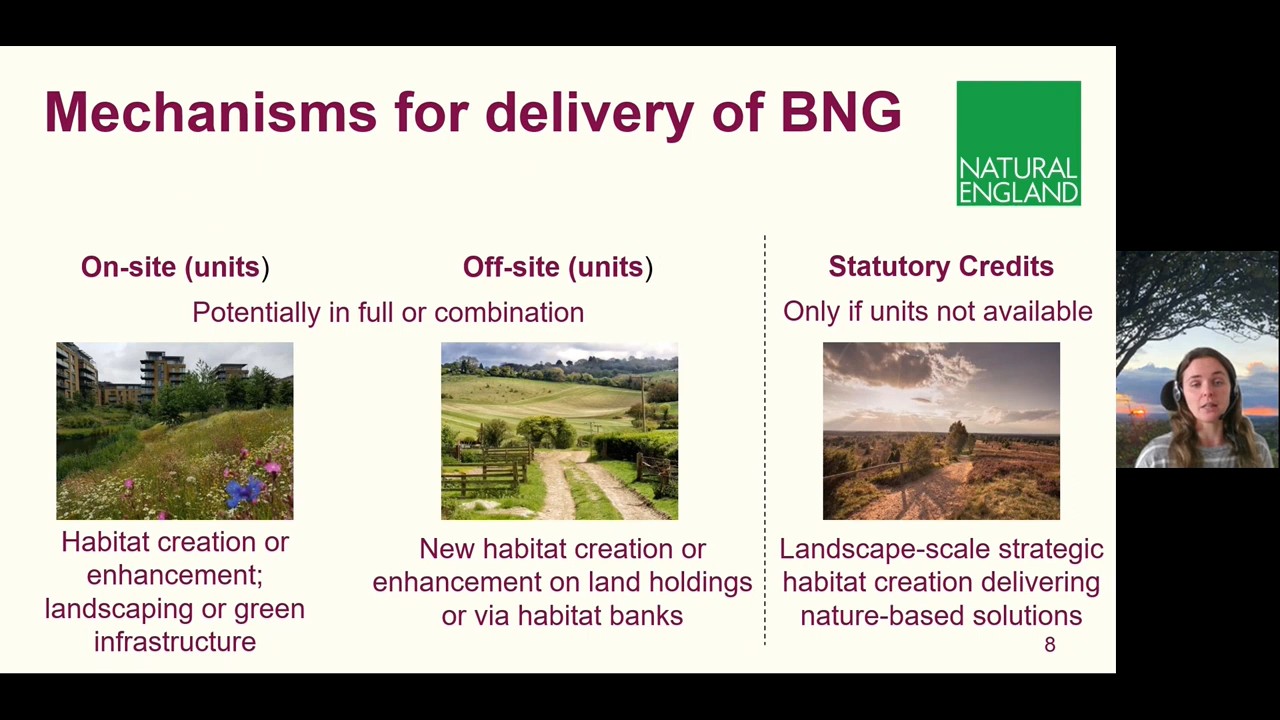 Mechanisms for delivery of BNG
NATURAL
ENGLAND
On-site (units)
Off-site (units)
Potentially in full or combination
Statutory Credits
Only if units not available
Habitat creation or
enhancement;
landscaping or green
infrastructure
New habitat creation or
enhancement on land holdings
or via habitat banks
Landscape-scale strategic
habitat creation delivering
nature-based solutions
8